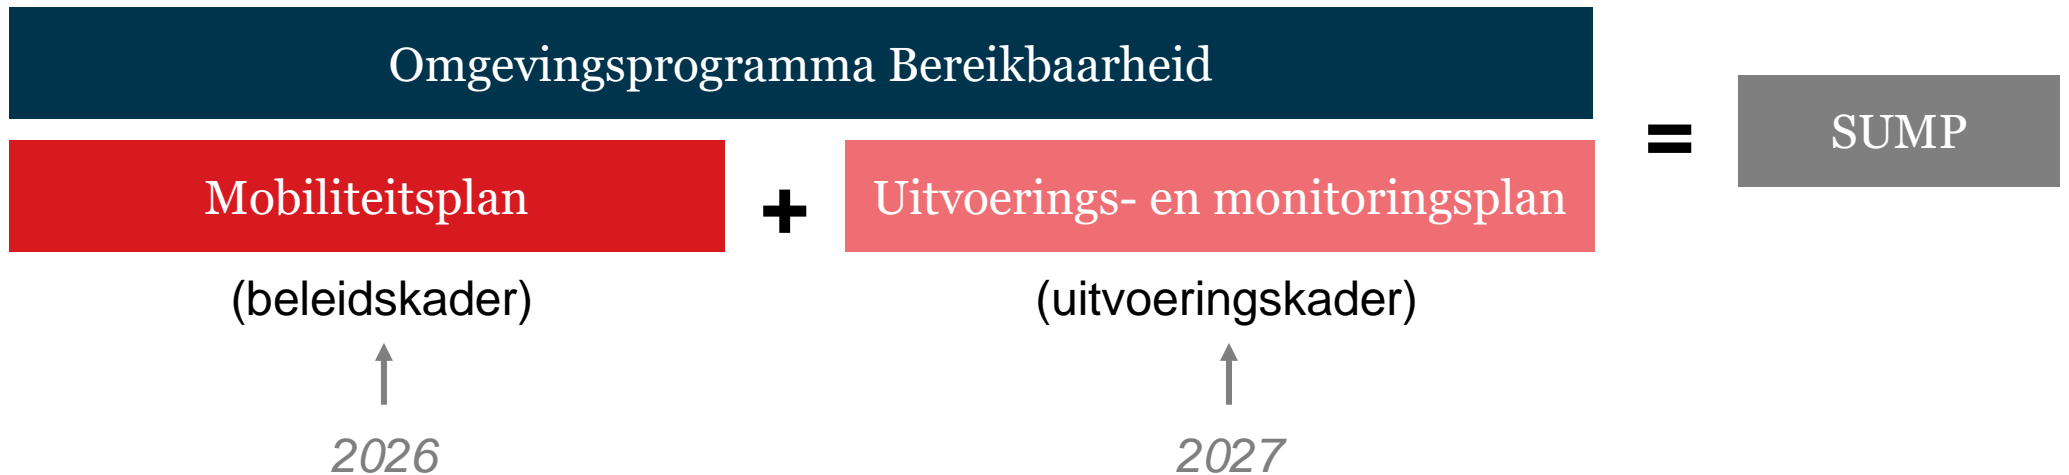 Omgevingsprogramma Bereikbaarheid
=
SUMP
Mobiliteitsplan
+
Uitvoerings- en monitoringsplan
(beleidskader)
(uitvoeringskader)
2026
2027